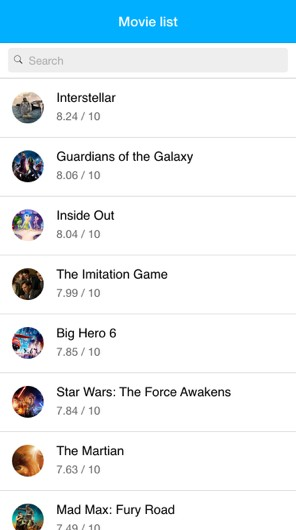 Movie list
Search
Interstellar
8.24 / 10
Guardians of the Galaxy
8.06 / 10
Inside Out
8.04 / 10
The Imitation Game
7.99 / 10
Big Hero 6
7.85 / 10
Star Wars: The Force Awakens
7.84 / 10
The Martian
7.63 / 10
Mad Max: Fury Road
7.49 / 10